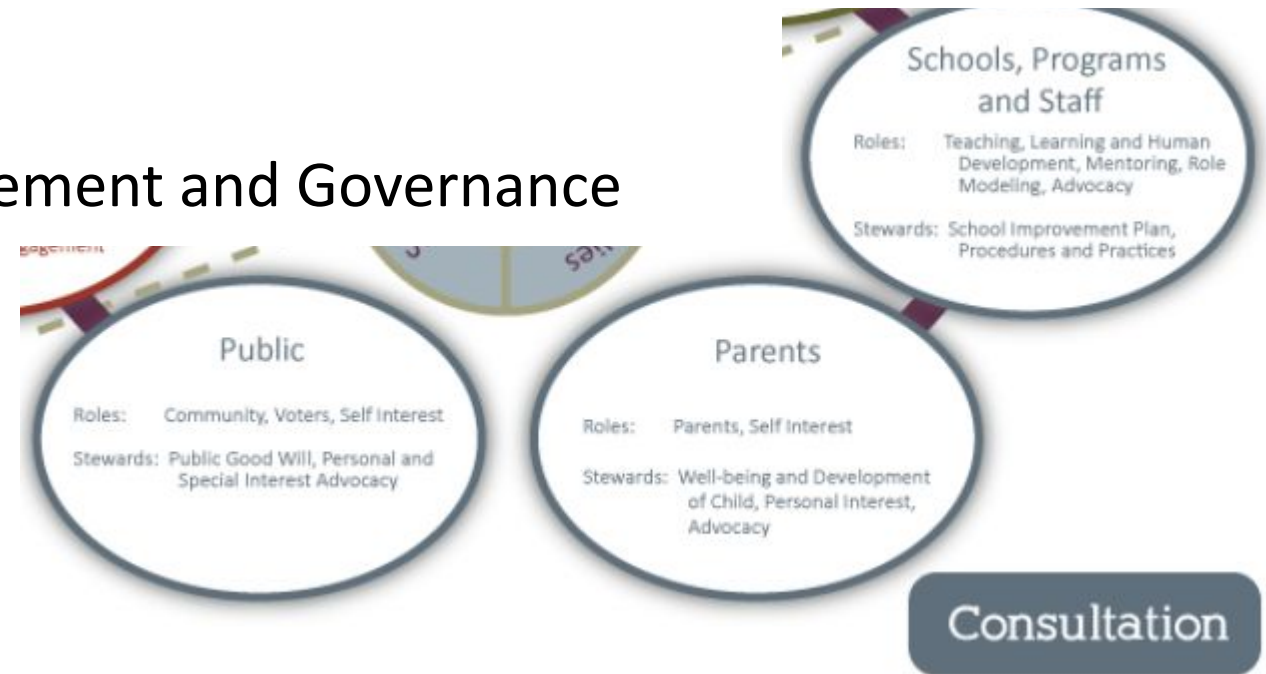 Schools, Programs
and Staff
Roles: Teaching, Learning and Human
Development, Mentoring, Role
Modeling, Advocacy
Stewards: School Improvement Plan,
Procedures and Practices
ement and Governance
Public
Roles: Community, Voters, Self Interest
Stewards: Public Good Will, Personal and
Special Interest Advocacy
Parents
Roles: Parents, Self Interest
Stewards: Well-being and Development
of Child, Personal Interest,
Advocacy
Consultation